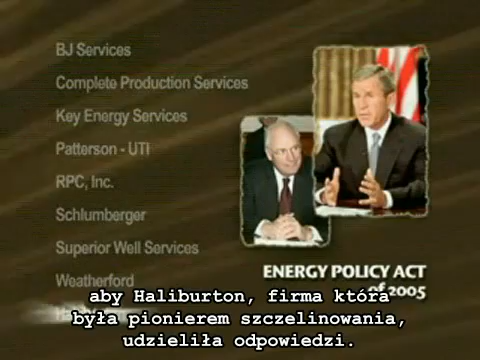 BJ Services
Complete Production Services
Key Energy Services
Patterson - UTI
RPC, Inc.
Schlumberger
Superior Well Services
Weatherford
ENERGY POLICY ACT
of 2005
aby Haliburton, firma która
była pionierem szczelinowania,
udzieliła odpowiedzi.